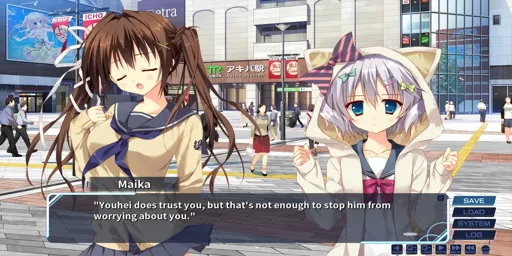 ICHO
etra
アキバ駅
Maika
"Youhei does trust you, but that's not enough to stop him from
worrying about you."
SAVE
LOAD
SYSTEM
LOG